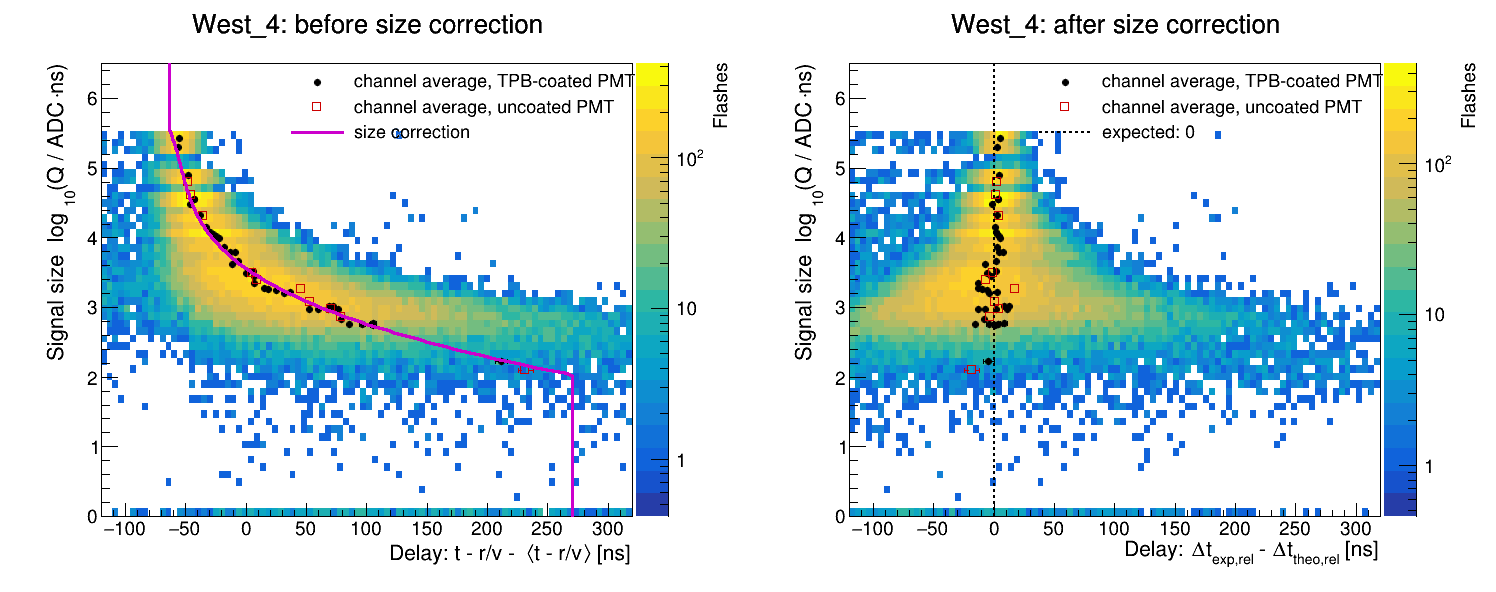 West_4: before size correction
Signal size log10(Q / ADC·ns)
6
5
4
3
2
1
0
channel average, TPB-coated PMT
channel average, uncoated PMT
size correction
−100 −50 0 50 100 150 200 250 300
Delay: t - r/v - ⟨t - r/v⟩ [ns]
Flashes
10²
10
1
West_4: after size correction
Signal size log10(Q / ADC·ns)
6
5
4
3
2
1
0
channel average, TPB-coated PMT
channel average, uncoated PMT
expected: 0
−100 −50 0 50 100 150 200 250 300
Delay: Δt_exp,rel - Δt_theo,rel [ns]
Flashes
10²
10
1